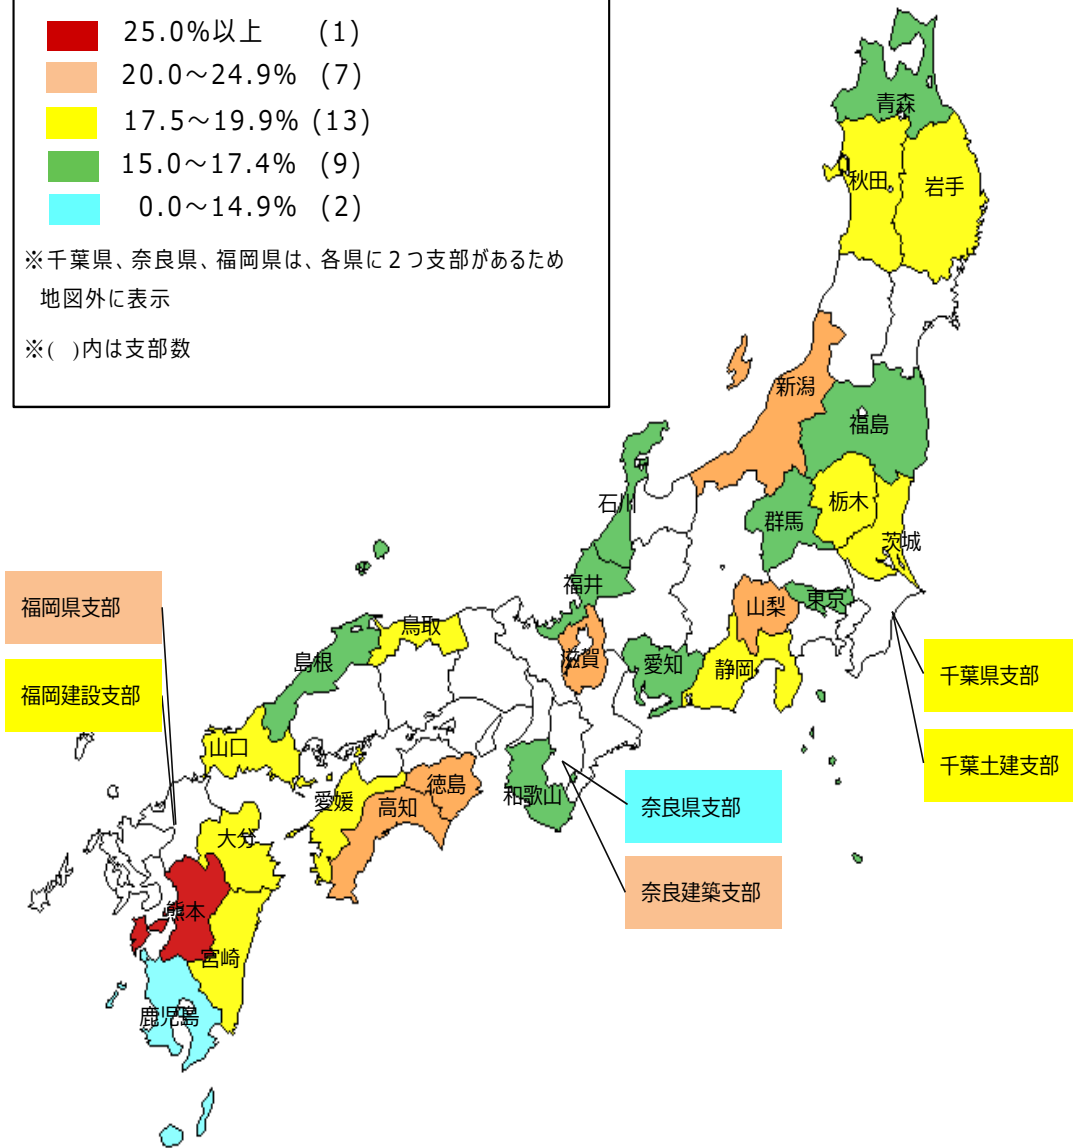 25.0%以上 (1)
20.0～24.9% (7)
17.5～19.9% (13)
15.0～17.4% (9)
0.0～14.9% (2)
※千葉県、奈良県、福岡県は、各県に２つ支部があるため
地図外に表示
※( )内は支部数
青森
秋田
岩手
新潟
福島
石川
群馬
栃木
茨城
福井
山梨
東京
福岡県支部
鳥取
島根
滋賀
愛知
静岡
千葉県支部
福岡建設支部
山口
千葉土建支部
徳島
愛媛
高知
和歌山
奈良県支部
大分
奈良建築支部
熊本
宮崎
鹿児島